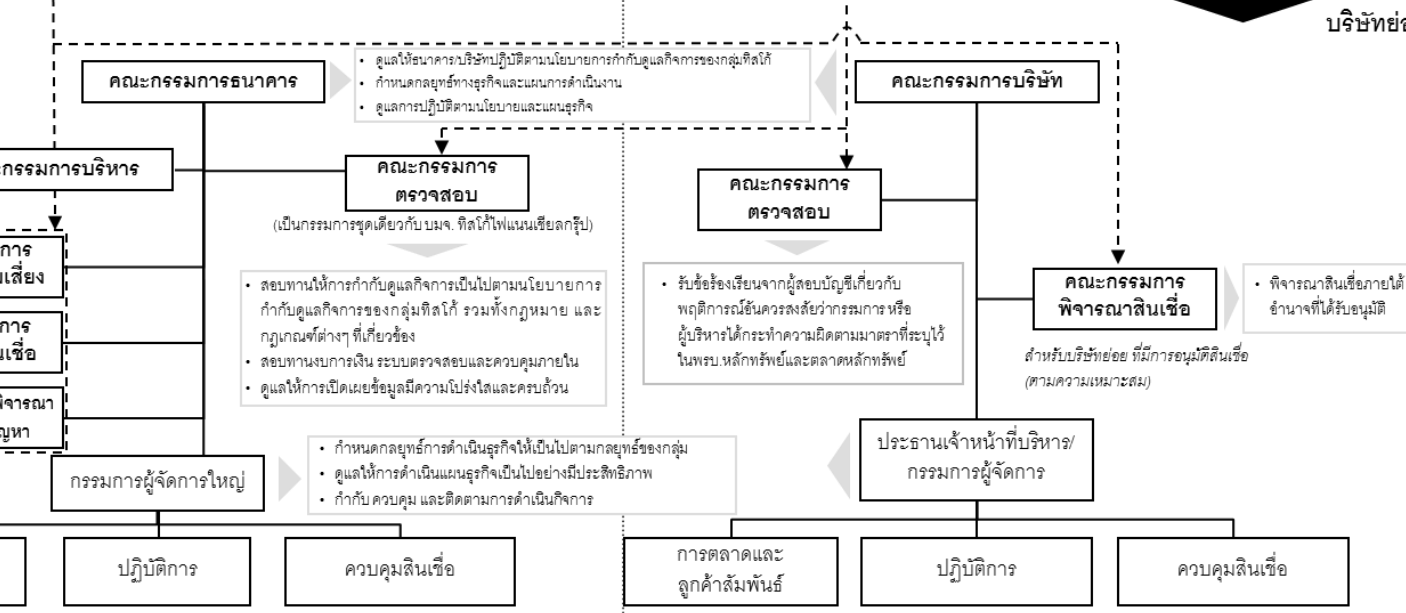 บริษัทย่อ
คณะกรรมการธนาคาร
• ดูแลให้ธนาคาร/บริษัทปฏิบัติตามนโยบายการกำกับดูแลกิจการของกลุ่มทิสโก้
• กำหนดกลยุทธ์ทางธุรกิจและแผนการดำเนินงาน
• ดูแลการปฏิบัติตามนโยบายและแผนธุรกิจ
คณะกรรมการบริษัท
ะกรรมการบริหาร
คณะกรรมการ
ตรวจสอบ
(เป็นกรรมการชุดเดียวกับ บมจ. ทิสโก้ไฟแนนเชียลกรุ๊ป)
คณะกรรมการ
ตรวจสอบ
การ
มเสี่ยง
การ
นเชื่อ
พิจารณา
ญหา
• สอบทานให้การกำกับดูแลกิจการเป็นไปตามนโยบายการ
กำกับดูแลกิจการของกลุ่มทิสโก้ รวมทั้งกฎหมาย และ
กฎเกณฑ์ต่างๆ ที่เกี่ยวข้อง
• สอบทานงบการเงิน ระบบตรวจสอบและควบคุมภายใน
• ดูแลให้การเปิดเผยข้อมูลมีความโปร่งใสและครบถ้วน
• รับข้อร้องเรียนจากผู้สอบบัญชีเกี่ยวกับ
พฤติการณ์อันควรสงสัยว่ากรรมการ หรือ
ผู้บริหารได้กระทำความผิดตามมาตราที่ระบุไว้
ในพรบ.หลักทรัพย์และตลาดหลักทรัพย์
คณะกรรมการ
พิจารณาสินเชื่อ
• พิจารณาสินเชื่อภายใต้
อำนาจที่ได้รับอนุมัติ
สำหรับบริษัทย่อย ที่มีการอนุมัติสินเชื่อ
(ตามความเหมาะสม)
กรรมการผู้จัดการใหญ่
• กำหนดกลยุทธ์การดำเนินธุรกิจให้เป็นไปตามกลยุทธ์ของกลุ่ม
• ดูแลให้การดำเนินแผนธุรกิจเป็นไปอย่างมีประสิทธิภาพ
• กำกับ ควบคุม และติดตามการดำเนินกิจการ
ประธานเจ้าหน้าที่บริหาร/
กรรมการผู้จัดการ
ปฏิบัติการ
ควบคุมสินเชื่อ
การตลาดและ
ลูกค้าสัมพันธ์
ปฏิบัติการ
ควบคุมสินเชื่อ